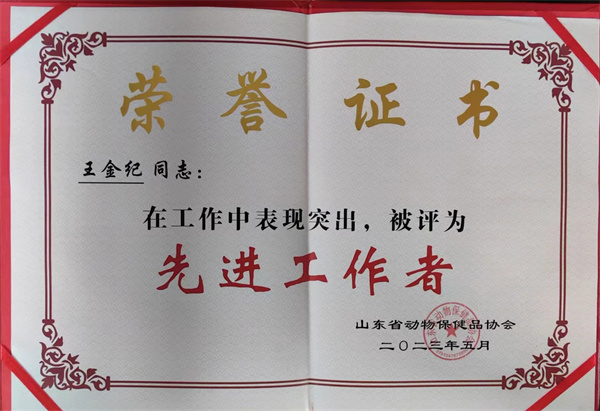 荣誉证书
王金纪 同志：
在工作中表现突出，被评为
先进工作者
山东省动物保健品协会
二〇二三年五月